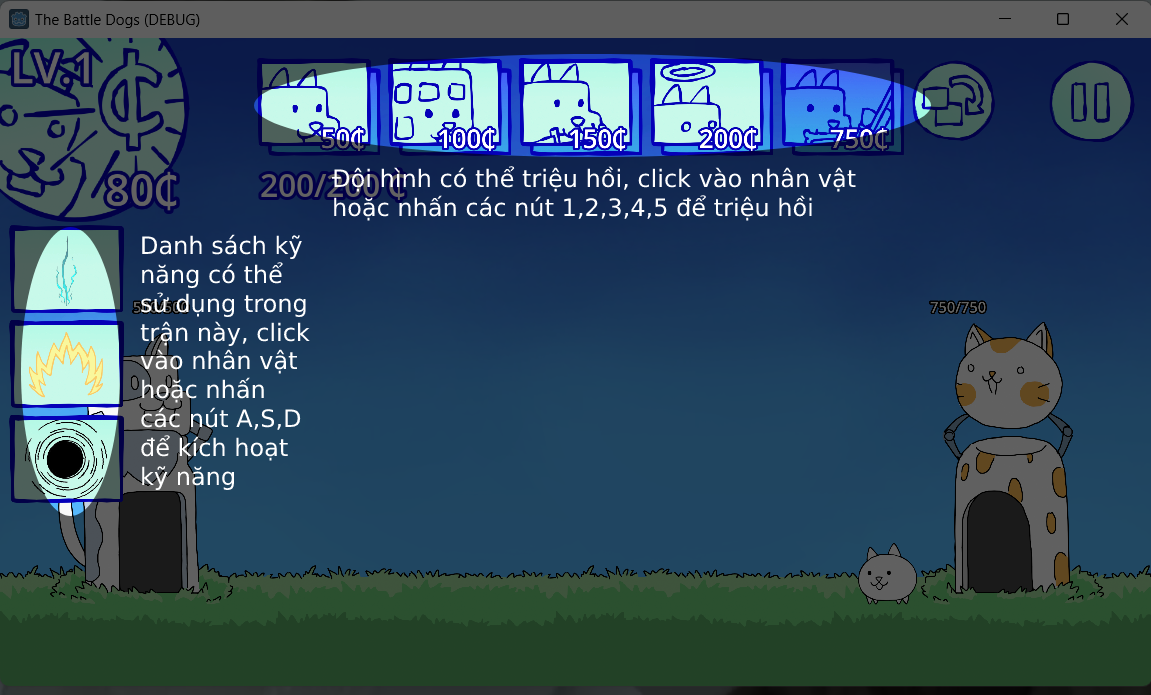 The Battle Dogs (DEBUG)
LV.1
80₵
50₵
100₵
150₵
200₵
750₵
200/200₵
Đội hình có thể triệu hồi, click vào nhân vật
hoặc nhấn các nút 1,2,3,4,5 để triệu hồi
Danh sách kỹ
năng có thể
sử dụng trong
trận này, click
vào nhân vật
hoặc nhấn
các nút A,S,D
để kích hoạt
kỹ năng
750/750